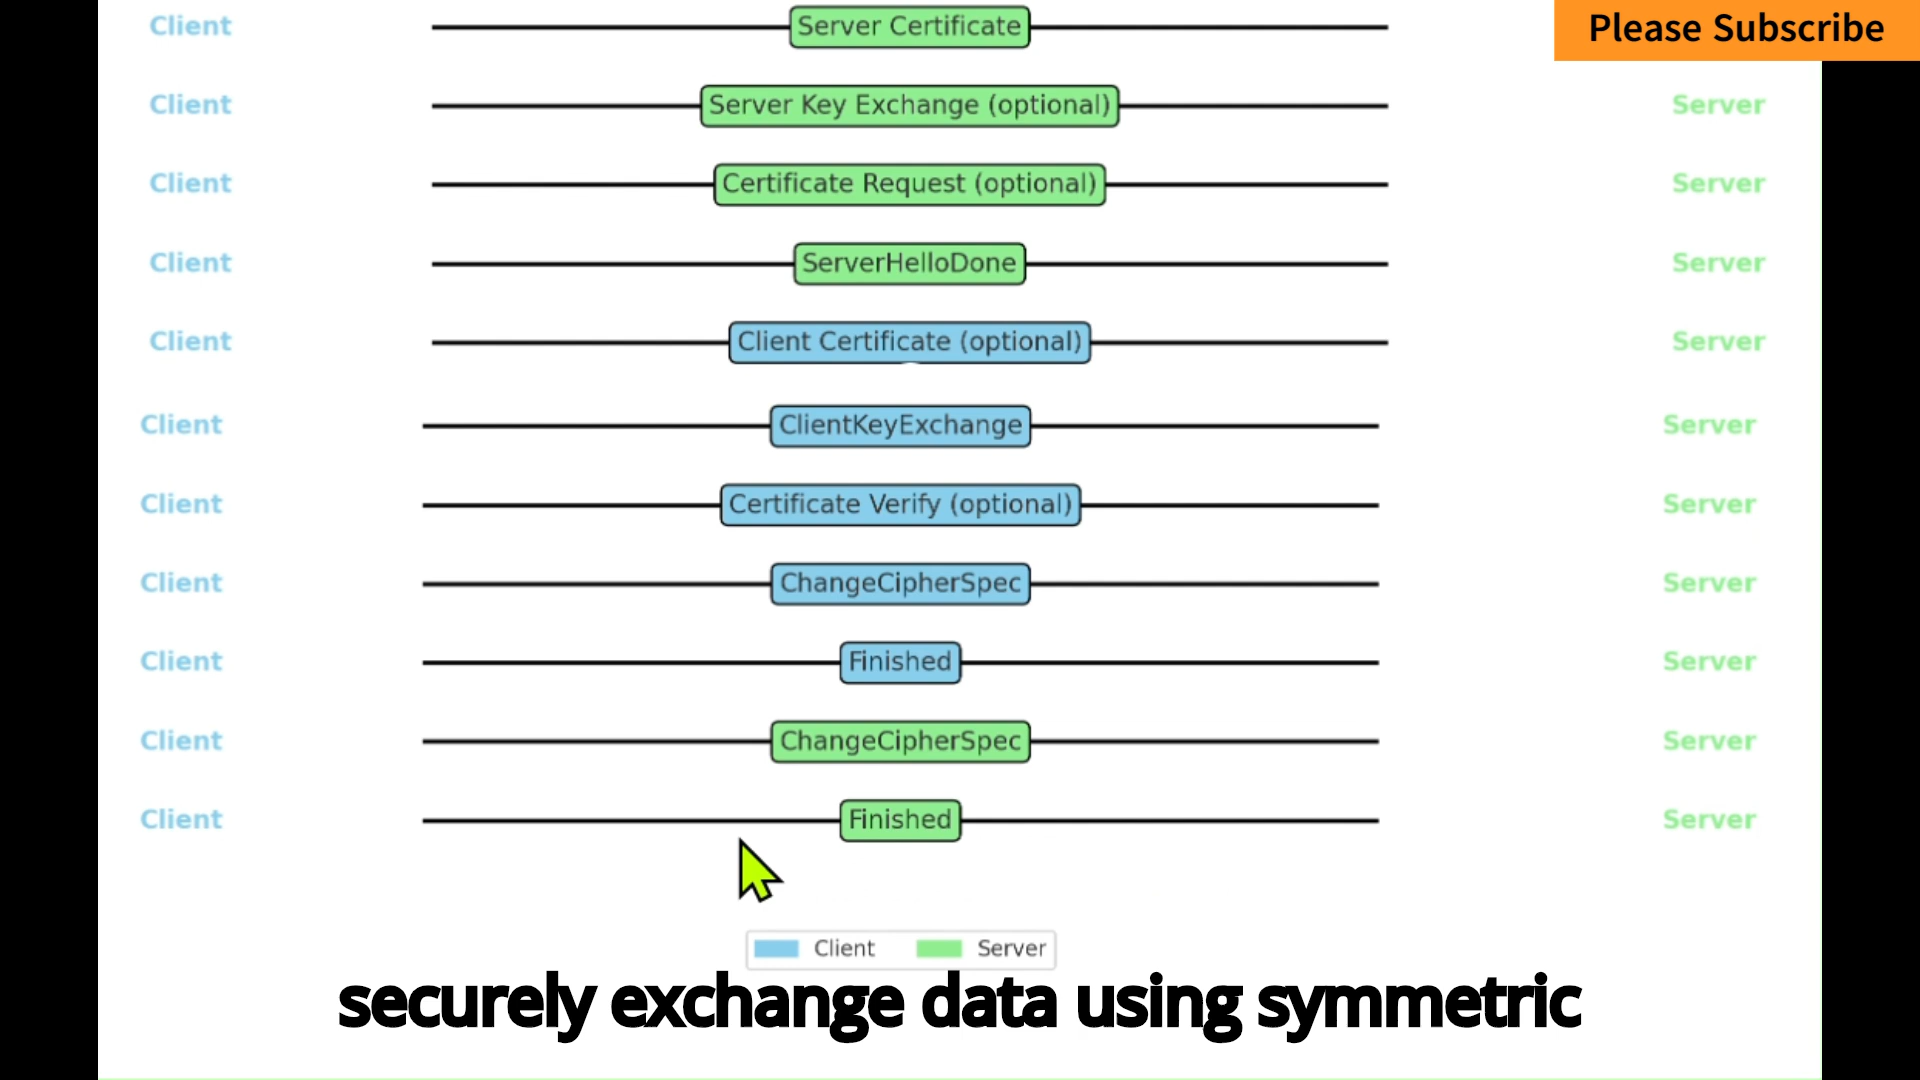 Please Subscribe
Client Server Certificate
Client Server Key Exchange (optional) Server
Client Certificate Request (optional) Server
Client ServerHelloDone Server
Client Client Certificate (optional) Server
Client ClientKeyExchange Server
Client Certificate Verify (optional) Server
Client ChangeCipherSpec Server
Client Finished Server
Client ChangeCipherSpec Server
Client Finished Server
Client Server
securely exchange data using symmetric